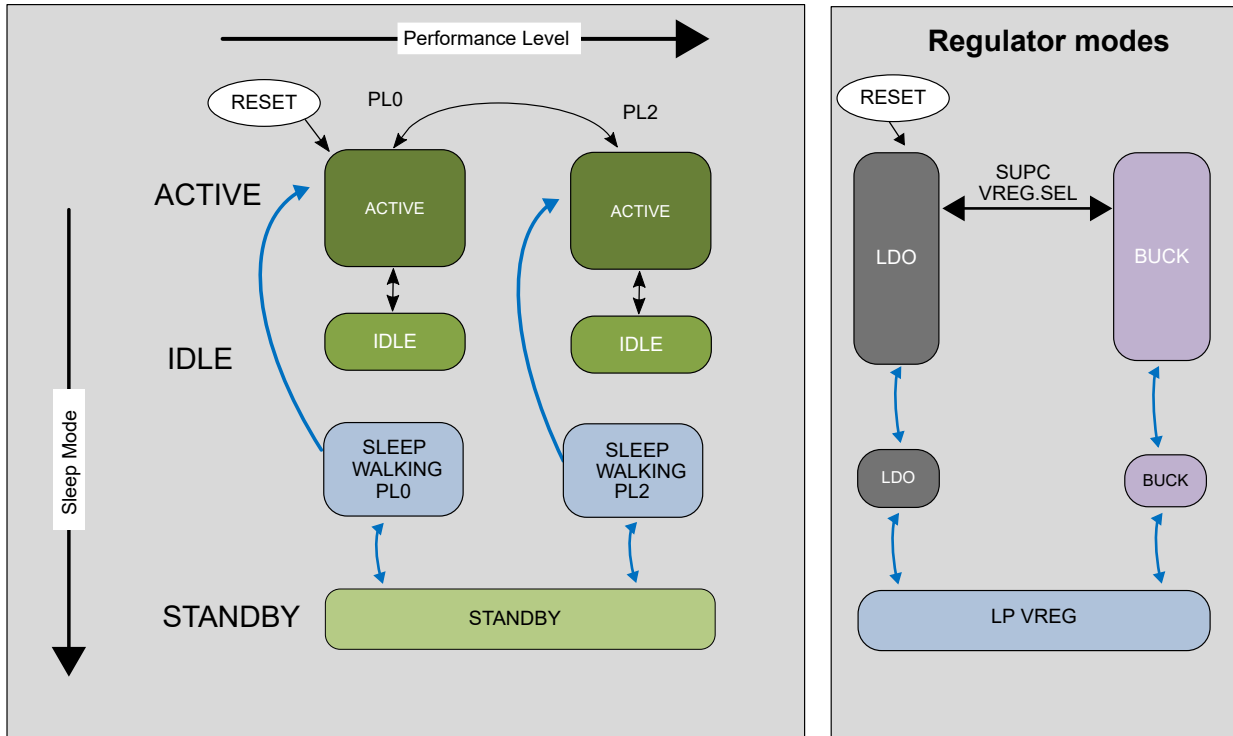 Performance Level
RESET
PL0
PL2
ACTIVE
ACTIVE
ACTIVE
IDLE
IDLE
IDLE
Sleep Mode
SLEEP
WALKING
PL0
SLEEP
WALKING
PL2
STANDBY
STANDBY
Regulator modes
RESET
SUPC
VREG.SEL
LDO
BUCK
LDO
BUCK
LP VREG